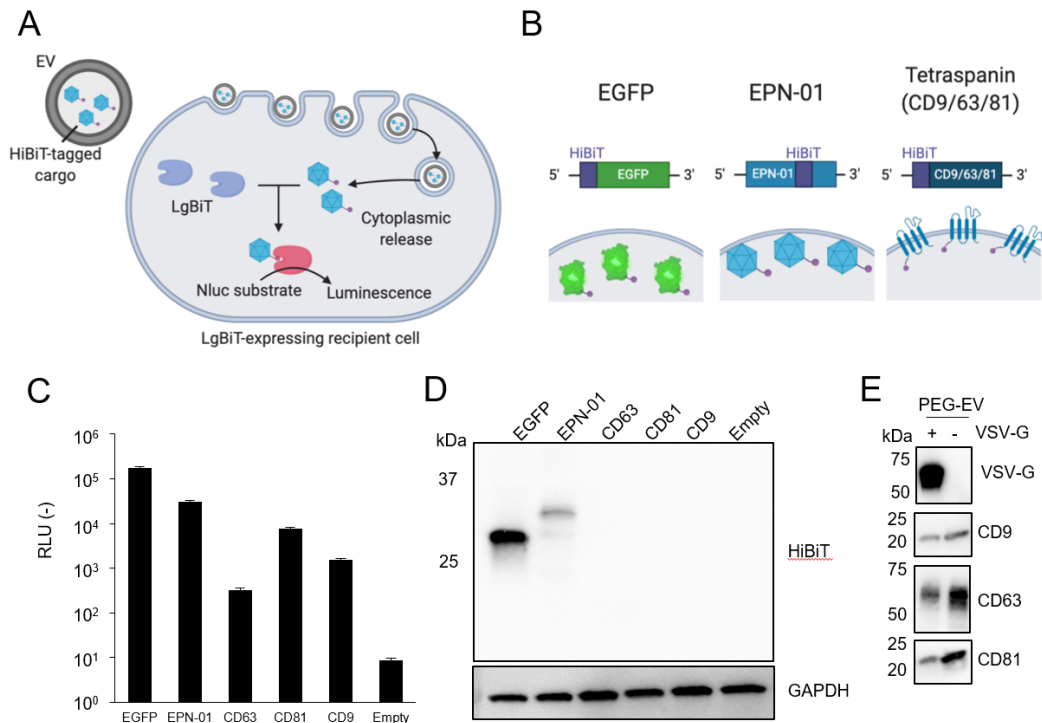 A
EV
HiBiT-tagged
cargo
LgBiT
Cytoplasmic
release
Nluc substrate
Luminescence
LgBiT-expressing recipient cell
B
EGFP
EPN-01
Tetraspanin
(CD9/63/81)
HiBiT
5'
EGFP
3'
HiBiT
5'
EPN-01
3'
HiBiT
5'
CD9/63/81
3'
C
RLU (-)
10⁶
10⁵
10⁴
10³
10²
10¹
10⁰
EGFP
EPN-01
CD63
CD81
CD9
Empty
D
kDa
EGFP
EPN-01
CD63
CD81
CD9
Empty
37
25
HiBiT
GAPDH
E
PEG-EV
kDa
+
-
VSV-G
75
50
VSV-G
25
20
CD9
75
50
CD63
25
20
CD81